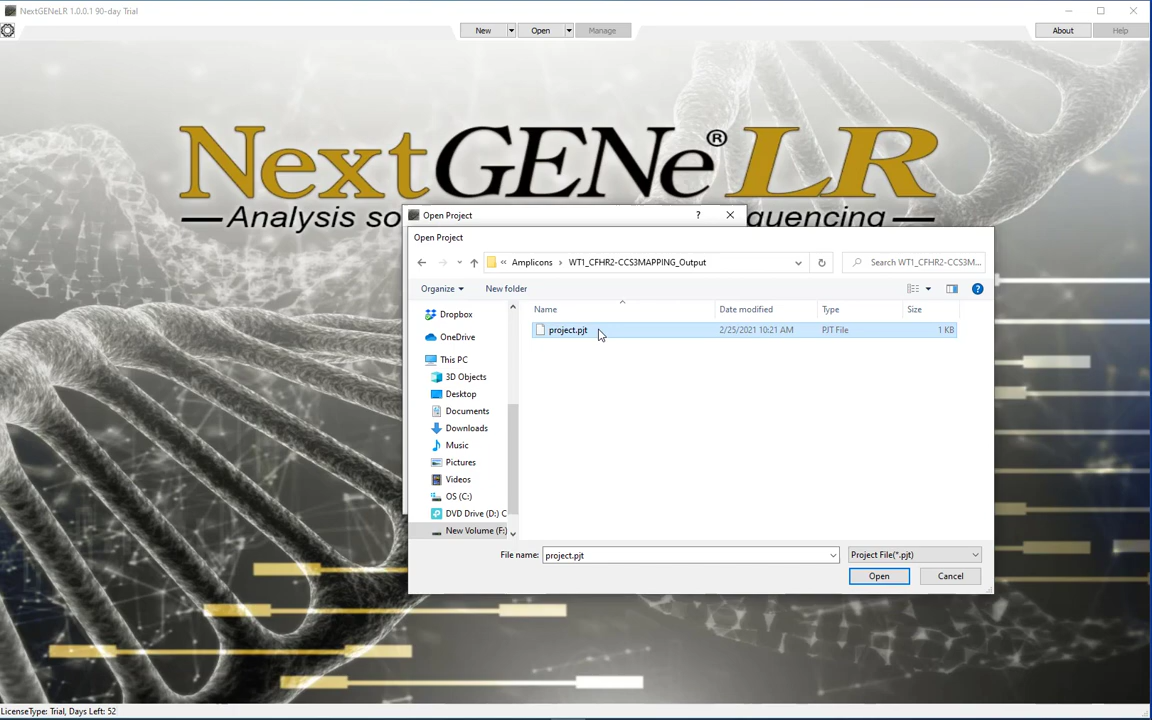 NextGENeLR 1.0.0.1 90-day Trial
New Open Manage About Help
NextGENe® LR
Analysis so quencing
Open Project ?
Open Project
« Amplicons › WT1_CFHR2-CCS3MAPPING_Output Search WT1_CFHR2-CCS3M...
Organize New folder
Name Date modified Type Size
project.pjt 2/25/2021 10:21 AM PJT File 1 KB
Dropbox
OneDrive
This PC
3D Objects
Desktop
Documents
Downloads
Music
Pictures
Videos
OS (C:)
DVD Drive (D:) C
New Volume (F:)
File name: project.pjt Project File(*.pjt)
Open Cancel
LicenseType: Trial, Days Left: 52